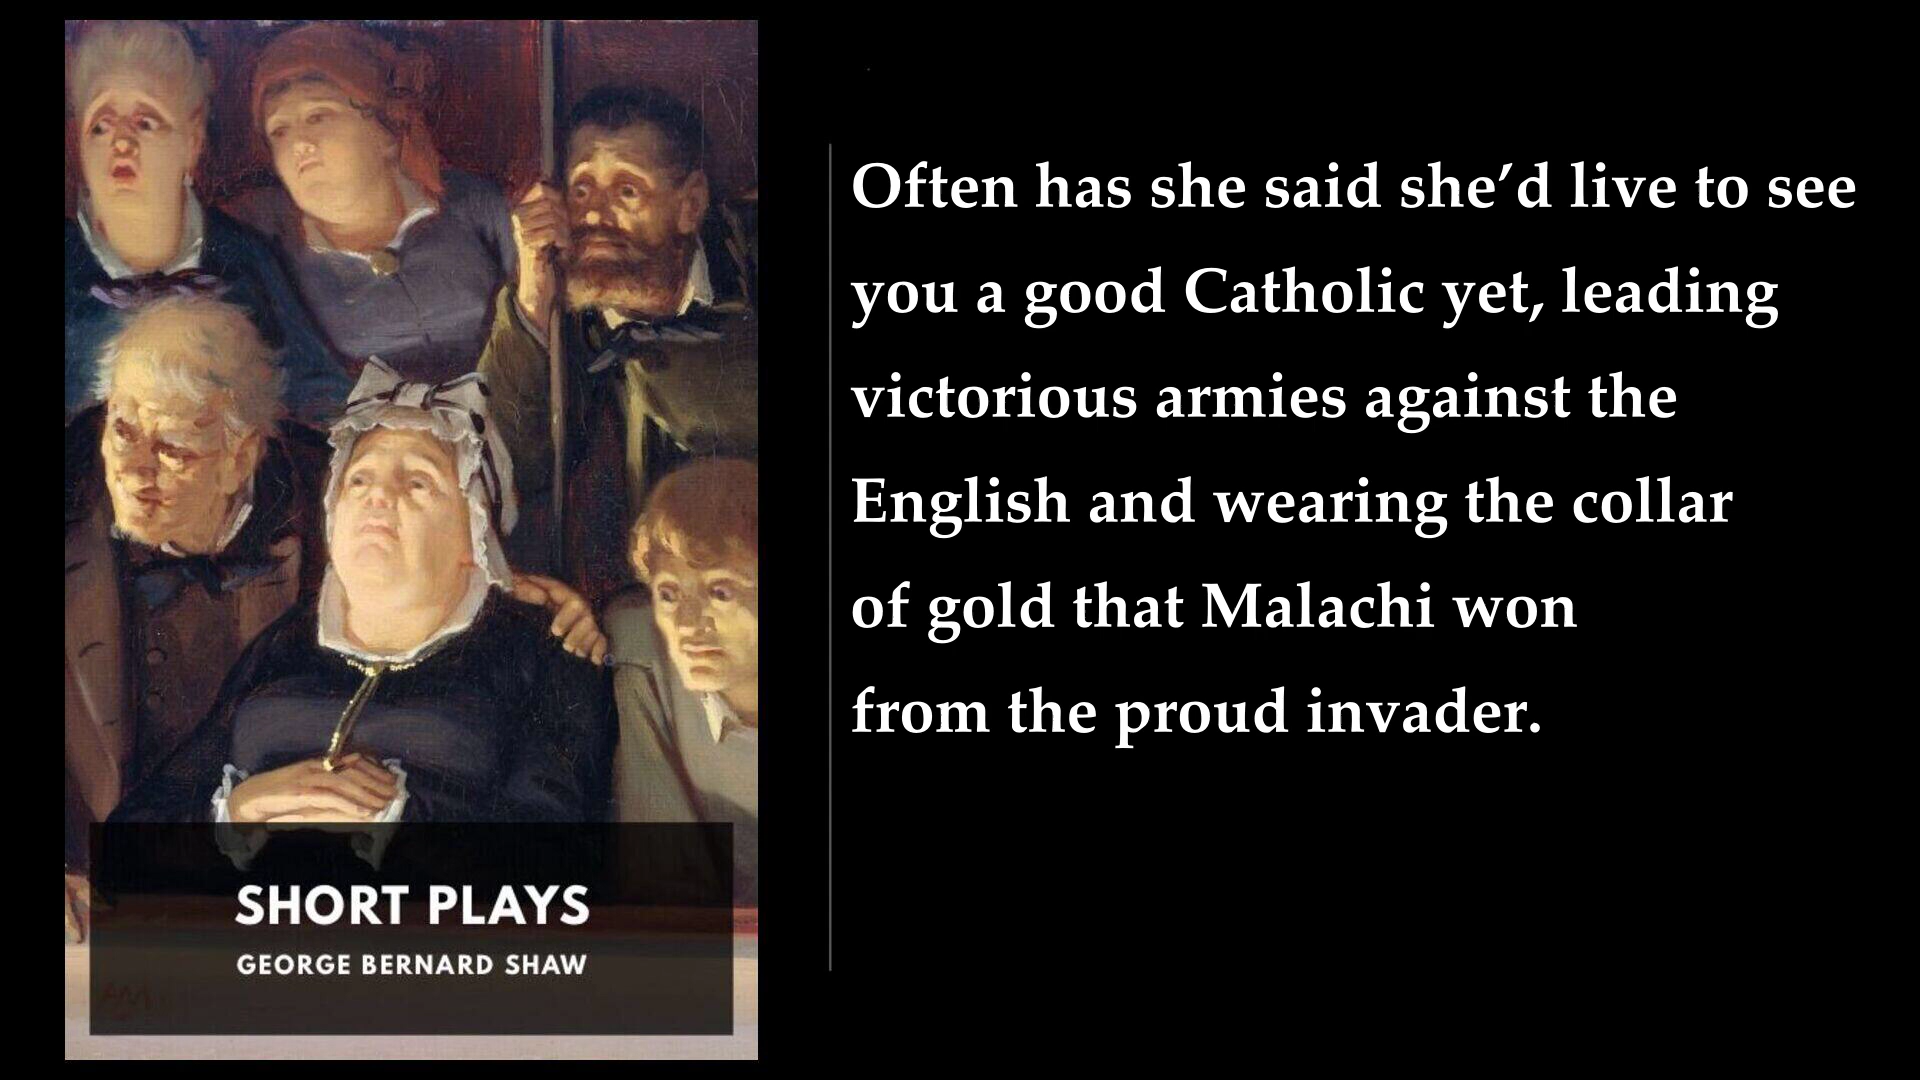 Often has she said she’d live to see
you a good Catholic yet, leading
victorious armies against the
English and wearing the collar
of gold that Malachi won
from the proud invader.
SHORT PLAYS
GEORGE BERNARD SHAW